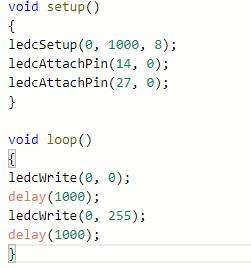 void setup()
{
ledcSetup(0, 1000, 8);
ledcAttachPin(14, 0);
ledcAttachPin(27, 0);
}

void loop()
{
ledcWrite(0, 0);
delay(1000);
ledcWrite(0, 255);
delay(1000);
}